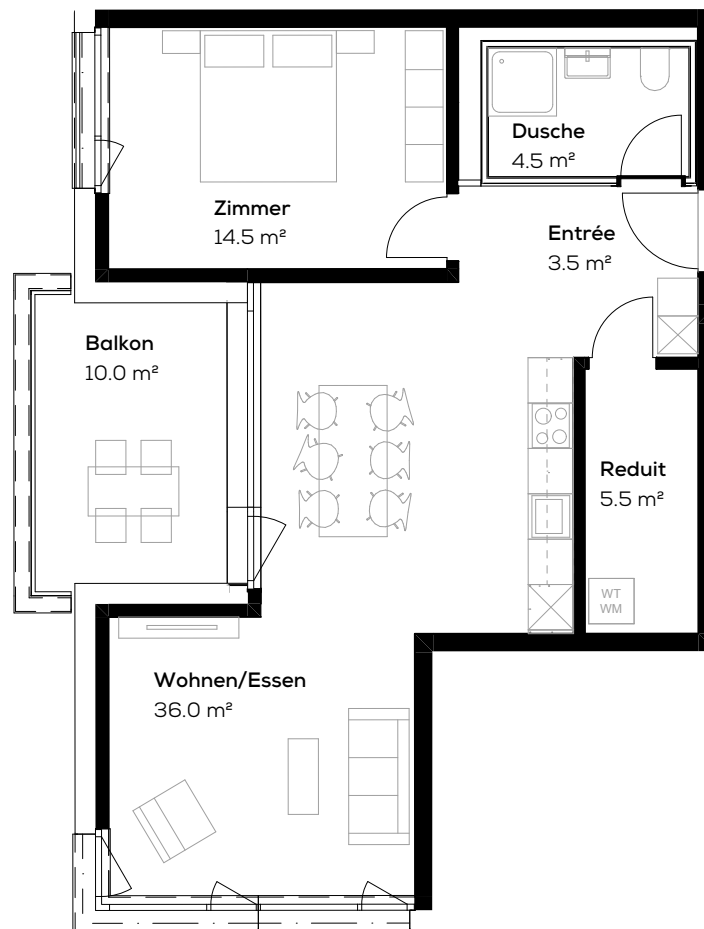 Dusche
4.5 m²
Zimmer
14.5 m²
Entrée
3.5 m²
Balkon
10.0 m²
Reduit
5.5 m²
WT
WM
Wohnen/Essen
36.0 m²